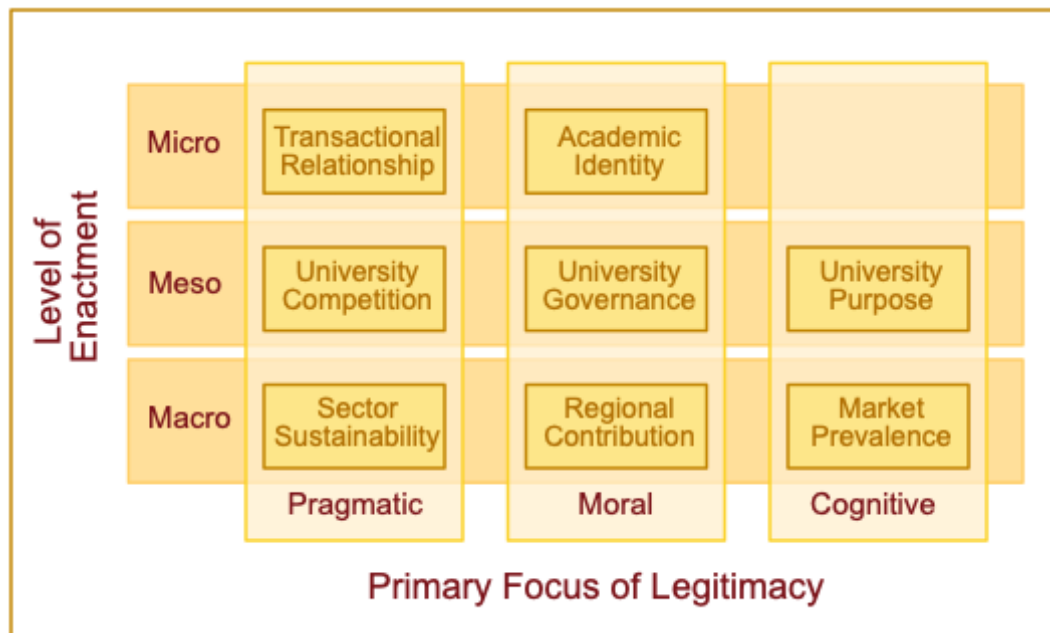 Level of
Enactment
Micro
Transactional
Relationship
Academic
Identity
Meso
University
Competition
University
Governance
University
Purpose
Macro
Sector
Sustainability
Regional
Contribution
Market
Prevalence
Pragmatic
Moral
Cognitive
Primary Focus of Legitimacy